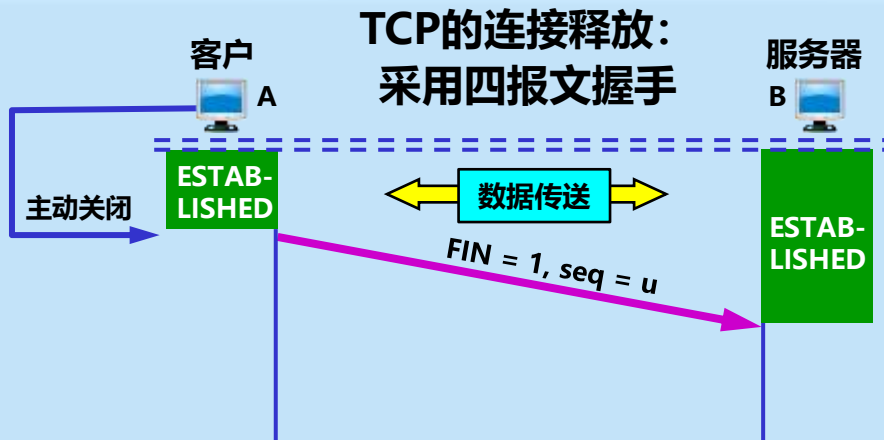 TCP的连接释放：
采用四报文握手
客户
服务器
A
B
ESTAB-
LISHED
主动关闭
数据传送
ESTAB-
LISHED
FIN = 1, seq = u